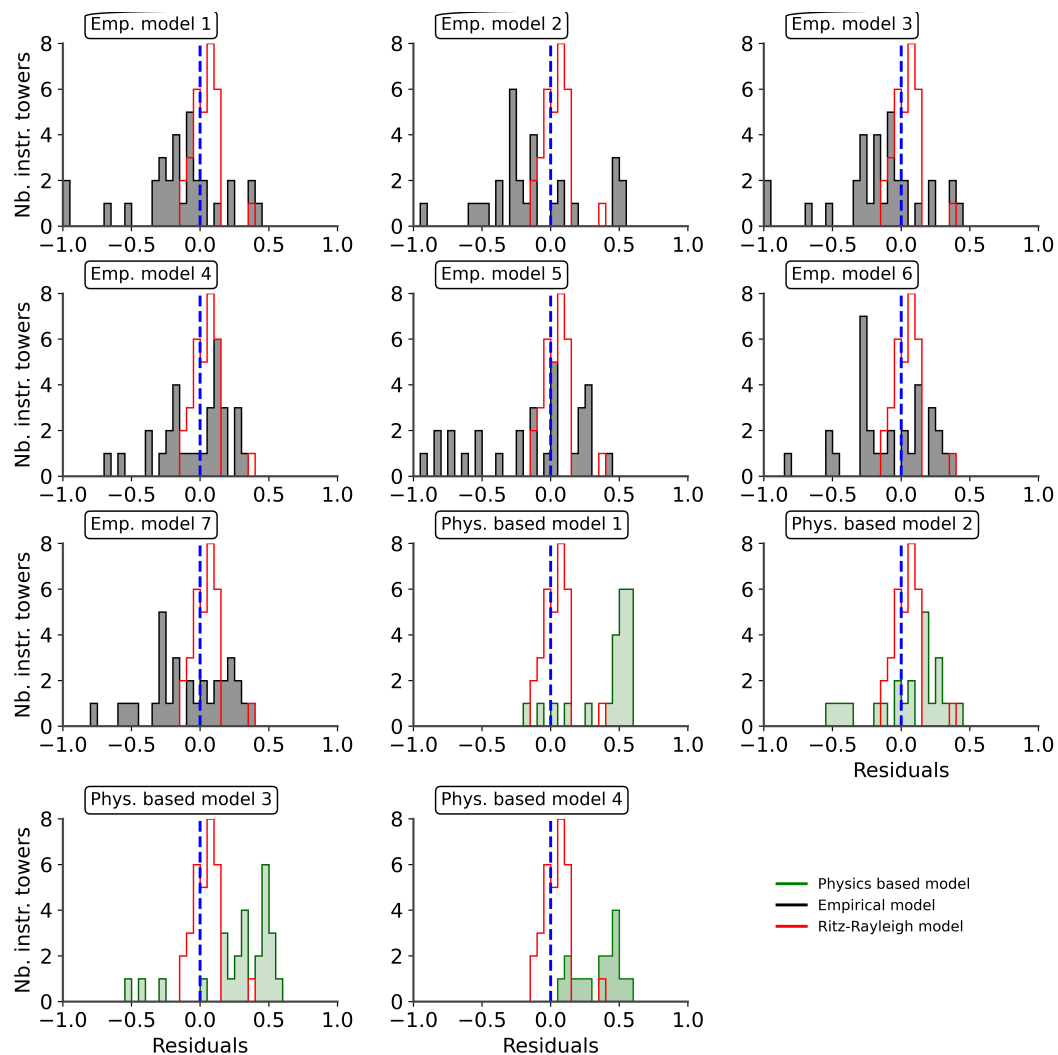 Emp. model 1 Emp. model 2 Emp. model 3
Nb. instr. towers
8 8 8
6 6 6
4 4 4
2 2 2
0 0 0
−1.0 −0.5 0.0 0.5 1.0 −1.0 −0.5 0.0 0.5 1.0 −1.0 −0.5 0.0 0.5 1.0
Emp. model 4 Emp. model 5 Emp. model 6
Nb. instr. towers
8 8 8
6 6 6
4 4 4
2 2 2
0 0 0
−1.0 −0.5 0.0 0.5 1.0 −1.0 −0.5 0.0 0.5 1.0 −1.0 −0.5 0.0 0.5 1.0
Emp. model 7 Phys. based model 1 Phys. based model 2
Nb. instr. towers
8 8 8
6 6 6
4 4 4
2 2 2
0 0 0
−1.0 −0.5 0.0 0.5 1.0 −1.0 −0.5 0.0 0.5 1.0 −1.0 −0.5 0.0 0.5 1.0
Residuals
Phys. based model 3 Phys. based model 4
Nb. instr. towers
8 8
6 6
4 4
2 2
0 0
−1.0 −0.5 0.0 0.5 1.0 −1.0 −0.5 0.0 0.5 1.0
Residuals Residuals
Physics based model
Empirical model
Ritz-Rayleigh model